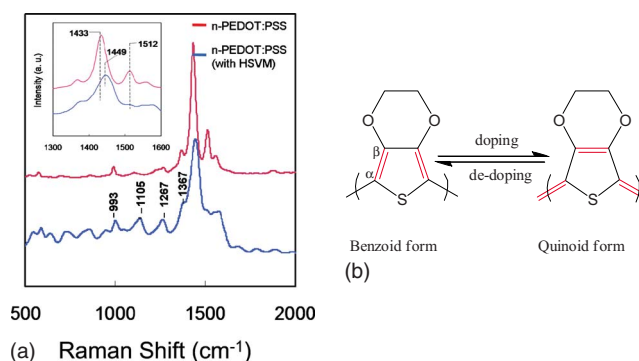 1433
1449
1512
Intensity (a. u.)
1300 1400 1500 1600
n-PEDOT:PSS
n-PEDOT:PSS
(with HSVM)
993
1105
1267
1367
500 1000 1500 2000
(a) Raman Shift (cm-1)
O O
β
α
S
Benzoid form
doping
de-doping
O O
S
Quinoid form
(b)